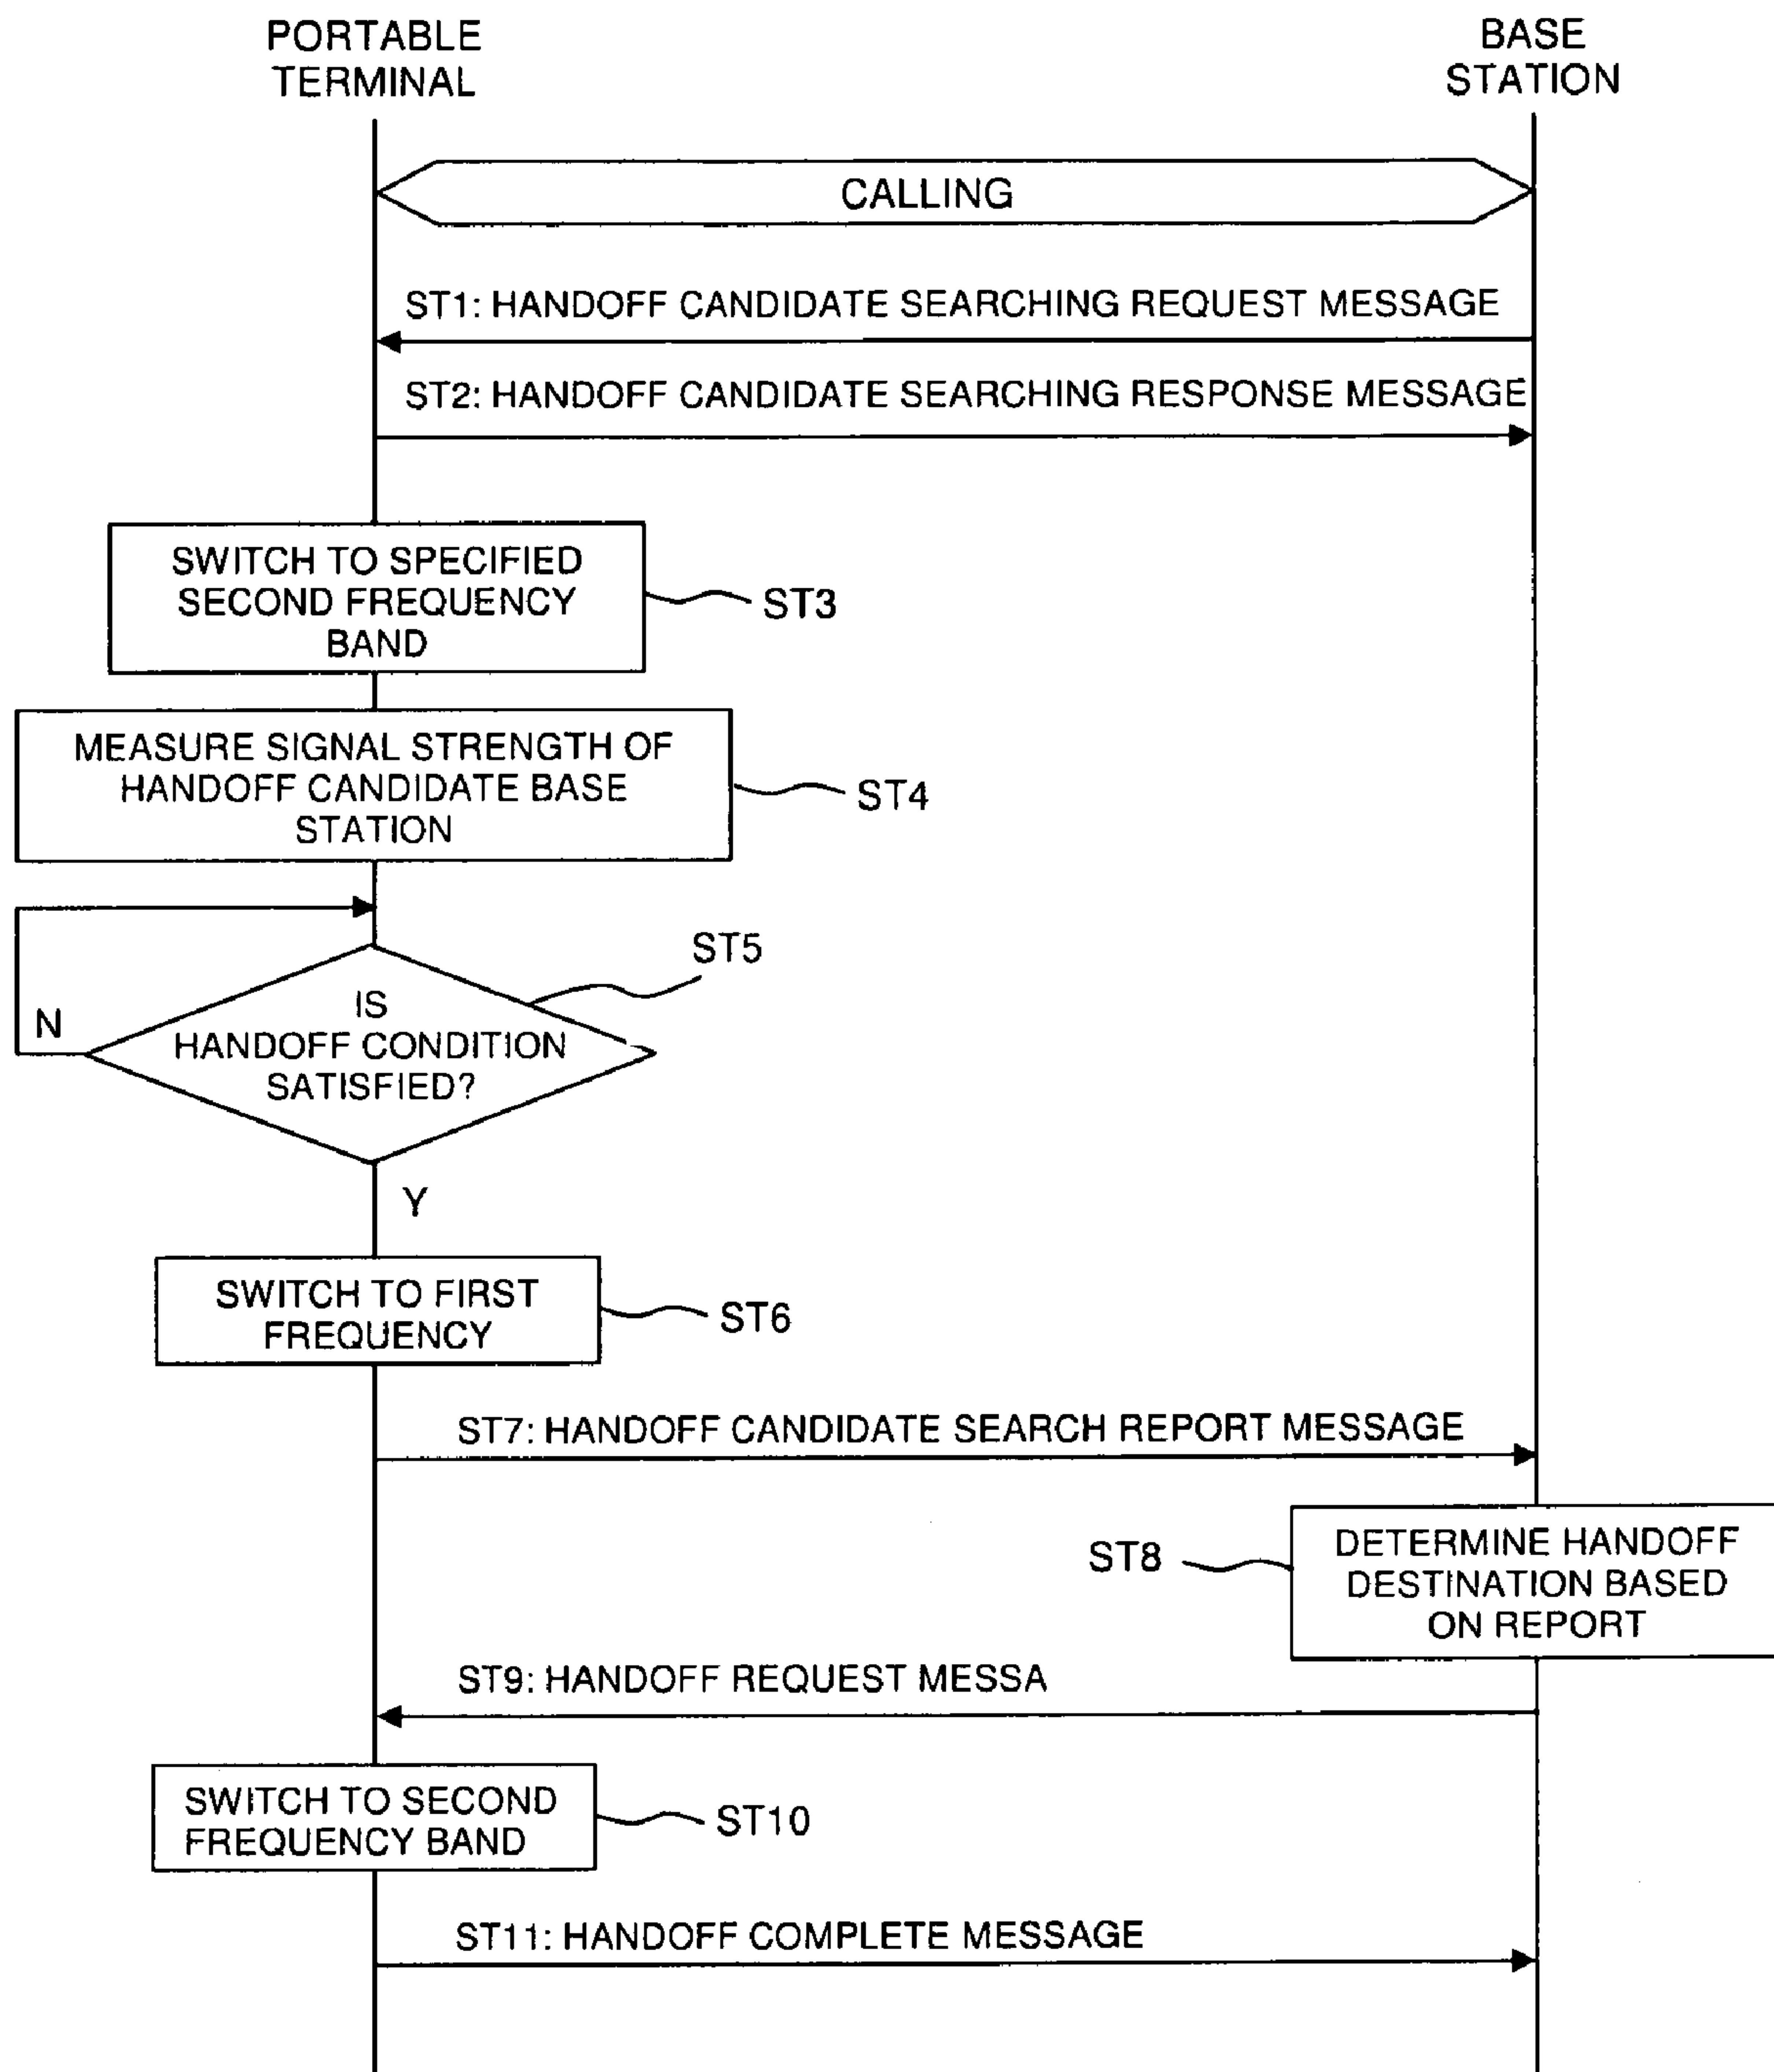 PORTABLE
TERMINAL
BASE
STATION
CALLING
ST1: HANDOFF CANDIDATE SEARCHING REQUEST MESSAGE
ST2: HANDOFF CANDIDATE SEARCHING RESPONSE MESSAGE
SWITCH TO SPECIFIED
SECOND FREQUENCY
BAND
ST3
MEASURE SIGNAL STRENGTH OF
HANDOFF CANDIDATE BASE
STATION
ST4
ST5
IS
HANDOFF CONDITION
SATISFIED?
N
Y
SWITCH TO FIRST
FREQUENCY
ST6
ST7: HANDOFF CANDIDATE SEARCH REPORT MESSAGE
ST8
DETERMINE HANDOFF
DESTINATION BASED
ON REPORT
ST9: HANDOFF REQUEST MESSA
SWITCH TO SECOND
FREQUENCY BAND
ST10
ST11: HANDOFF COMPLETE MESSAGE